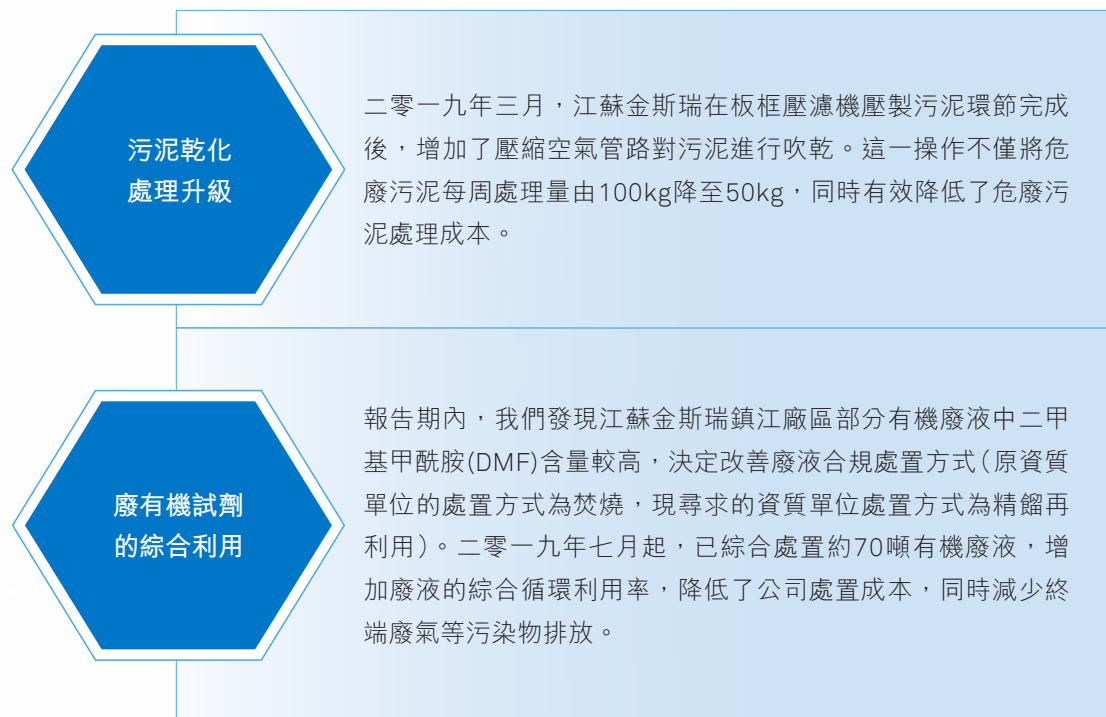 污泥乾化
處理升級
二零一九年三月，江蘇金斯瑞在板框壓濾機壓製污泥環節完成
後，增加了壓縮空氣管路對污泥進行吹乾。這一操作不僅將危
廢污泥每周處理量由100kg降至50kg，同時有效降低了危廢污
泥處理成本。
廢有機試劑
的綜合利用
報告期內，我們發現江蘇金斯瑞鎮江廠區部分有機廢液中二甲
基甲酰胺(DMF)含量較高，決定改善廢液合規處置方式（原資質
單位的處置方式為焚燒，現尋求的資質單位處置方式為精餾再
利用）。二零一九年七月起，已綜合處置約70噸有機廢液，增
加廢液的綜合循環利用率，降低了公司處置成本，同時減少終
端廢氣等污染物排放。